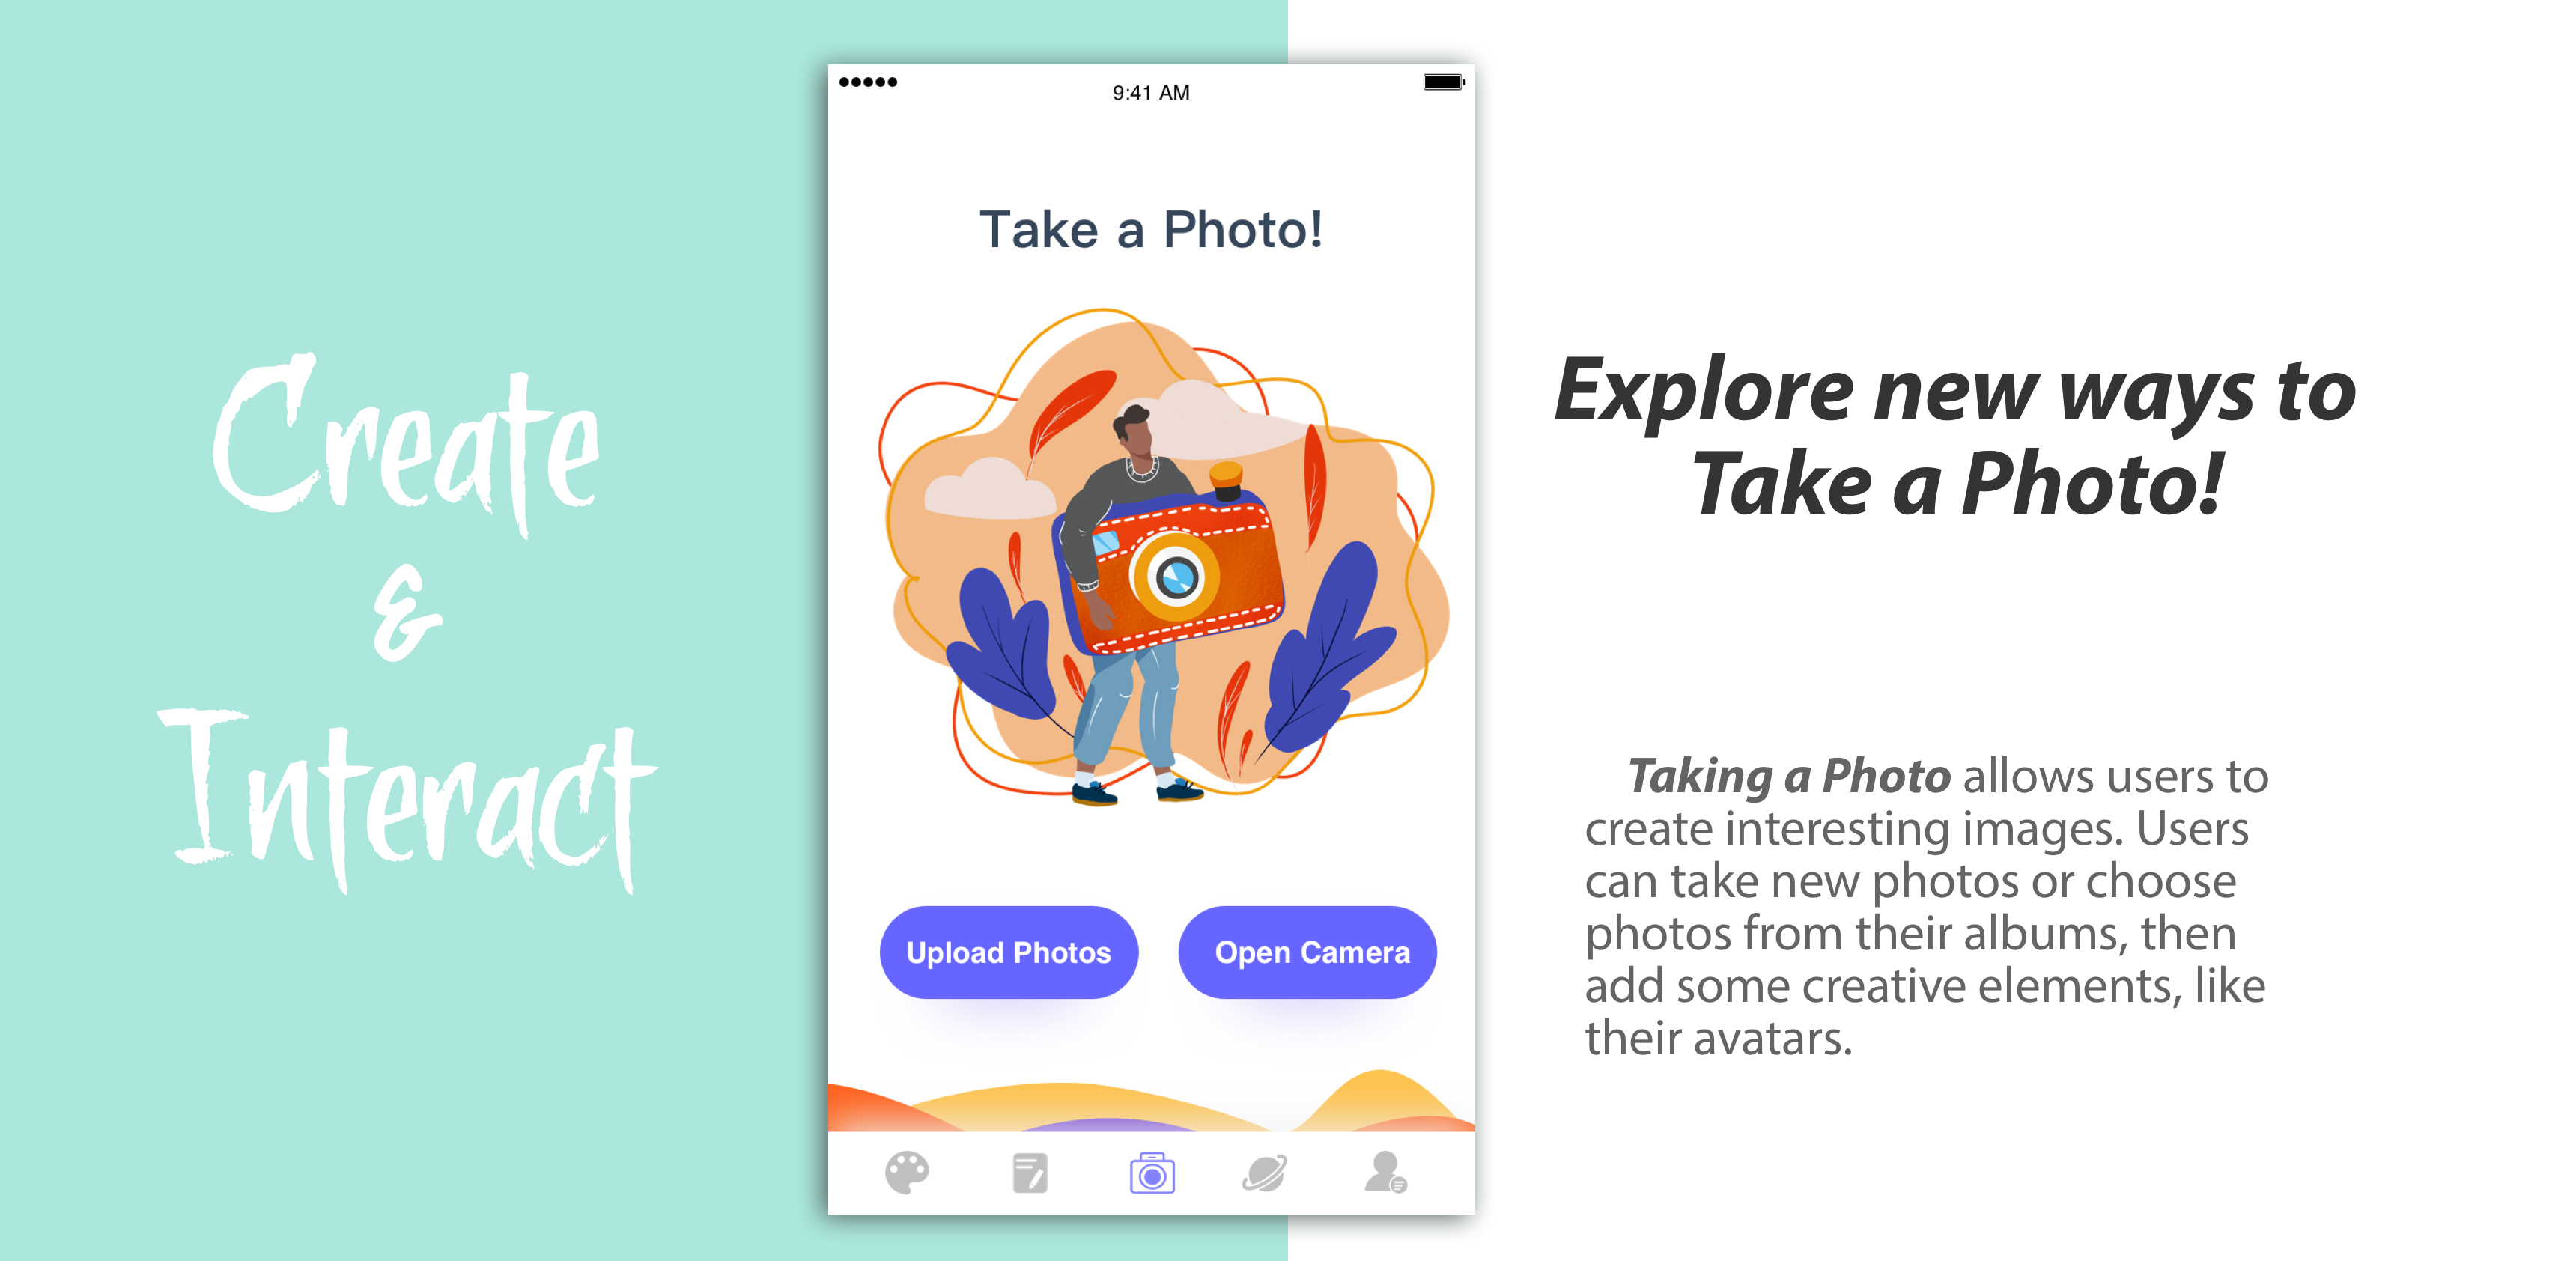 Create
&
Interact
9:41 AM
Take a Photo!
Upload Photos
Open Camera
Explore new ways to
Take a Photo!
Taking a Photo allows users to
create interesting images. Users
can take new photos or choose
photos from their albums, then
add some creative elements, like
their avatars.